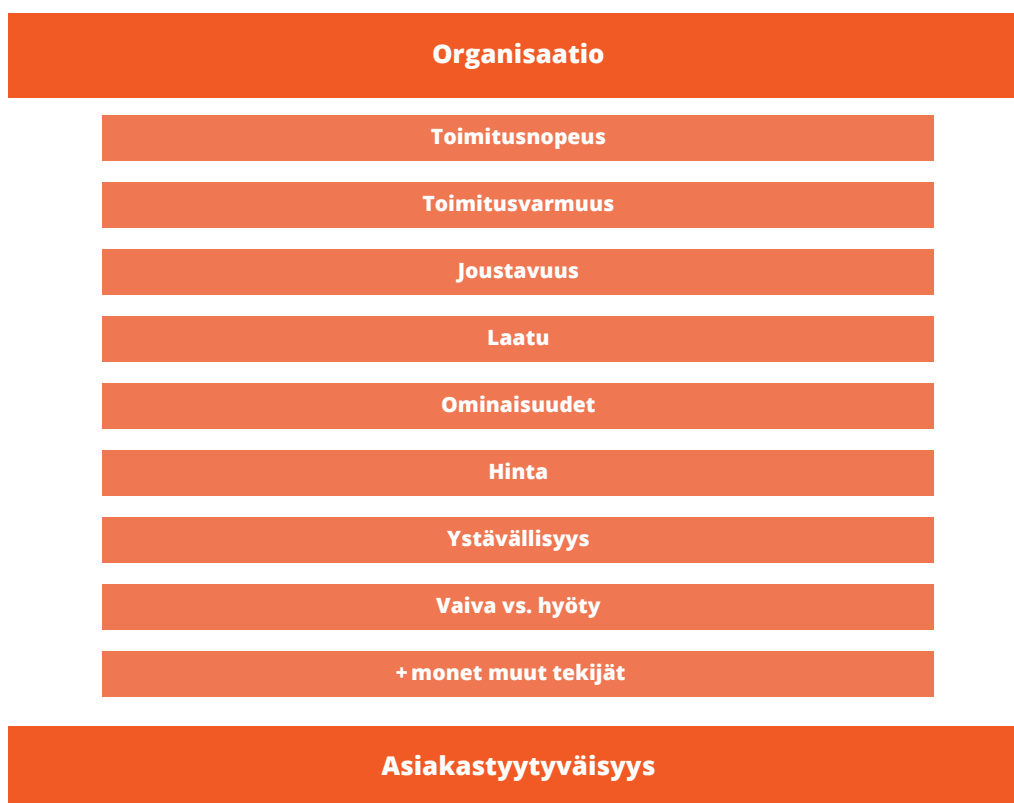 Organisaatio
Toimitusnopeus
Toimitusvarmuus
Joustavuus
Laatu
Ominaisuudet
Hinta
Ystävällisyys
Vaiva vs. hyöty
+ monet muut tekijät
Asiakastyytyväisyys